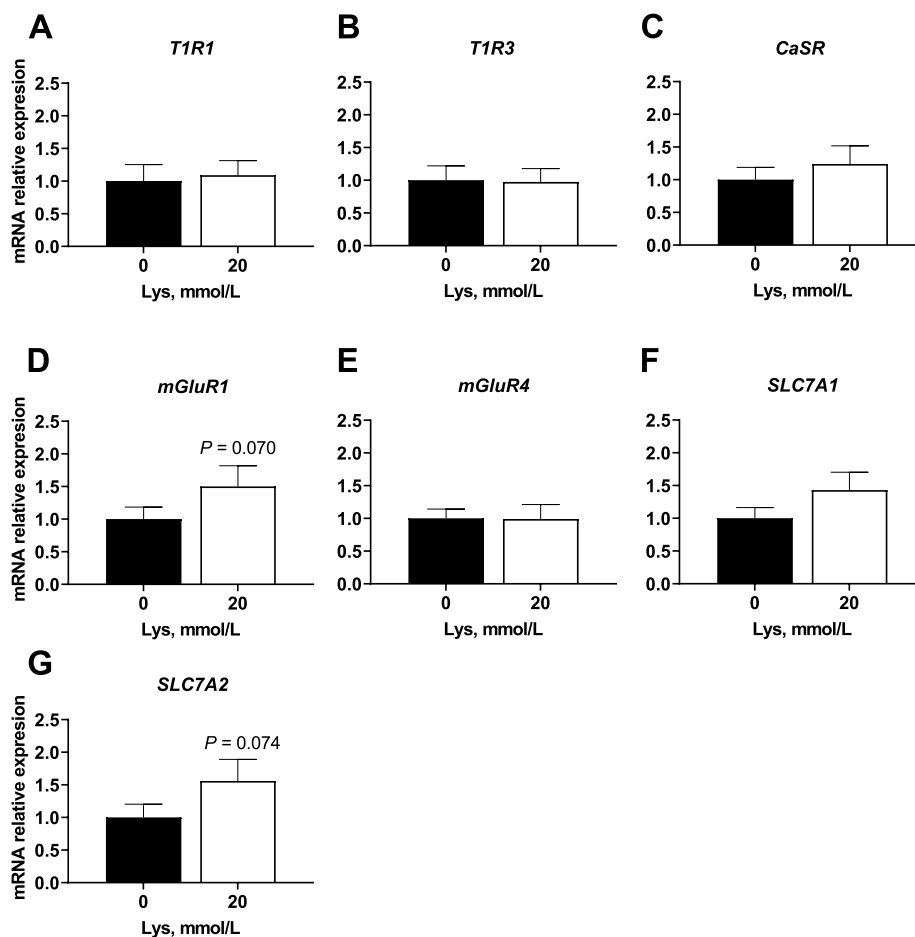 A
T1R1
mRNA relative expresion
2.5
2.0
1.5
1.0
0.5
0.0
0
20
Lys, mmol/L
B
T1R3
2.5
2.0
1.5
1.0
0.5
0.0
0
20
Lys, mmol/L
C
CaSR
2.5
2.0
1.5
1.0
0.5
0.0
0
20
Lys, mmol/L
D
mGluR1
mRNA relative expresion
2.5
2.0
1.5
1.0
0.5
0.0
P = 0.070
0
20
Lys, mmol/L
E
mGluR4
2.5
2.0
1.5
1.0
0.5
0.0
0
20
Lys, mmol/L
F
SLC7A1
2.5
2.0
1.5
1.0
0.5
0.0
0
20
Lys, mmol/L
G
SLC7A2
mRNA relative expresion
2.5
2.0
1.5
1.0
0.5
0.0
P = 0.074
0
20
Lys, mmol/L